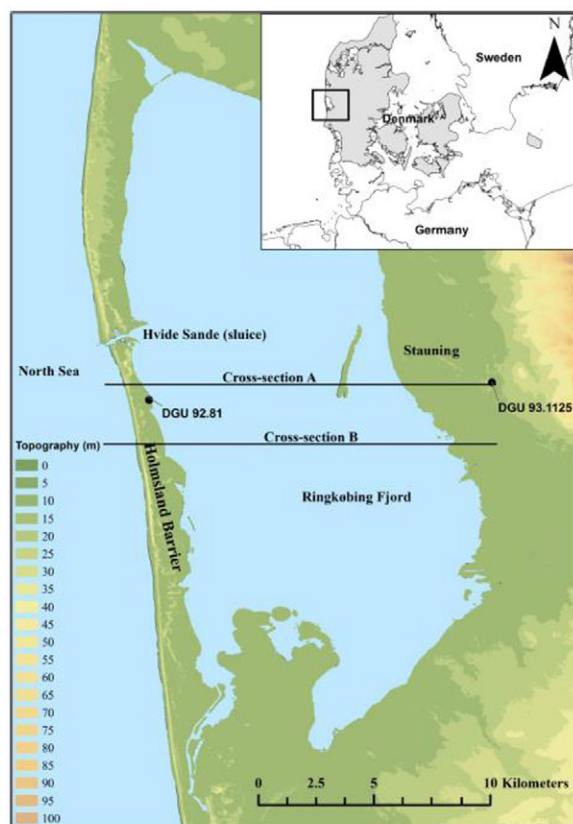 N
Sweden
Denmark
Germany
Hvide Sande (sluice)
Stauning
North Sea
Cross-section A
DGU 92.81
DGU 93.1125
Cross-section B
Holmsland Barrier
Ringkøbing Fjord
Topography (m)
0
5
10
15
20
25
30
35
40
45
50
55
60
65
70
75
80
85
90
95
100
0 2.5 5 10 Kilometers